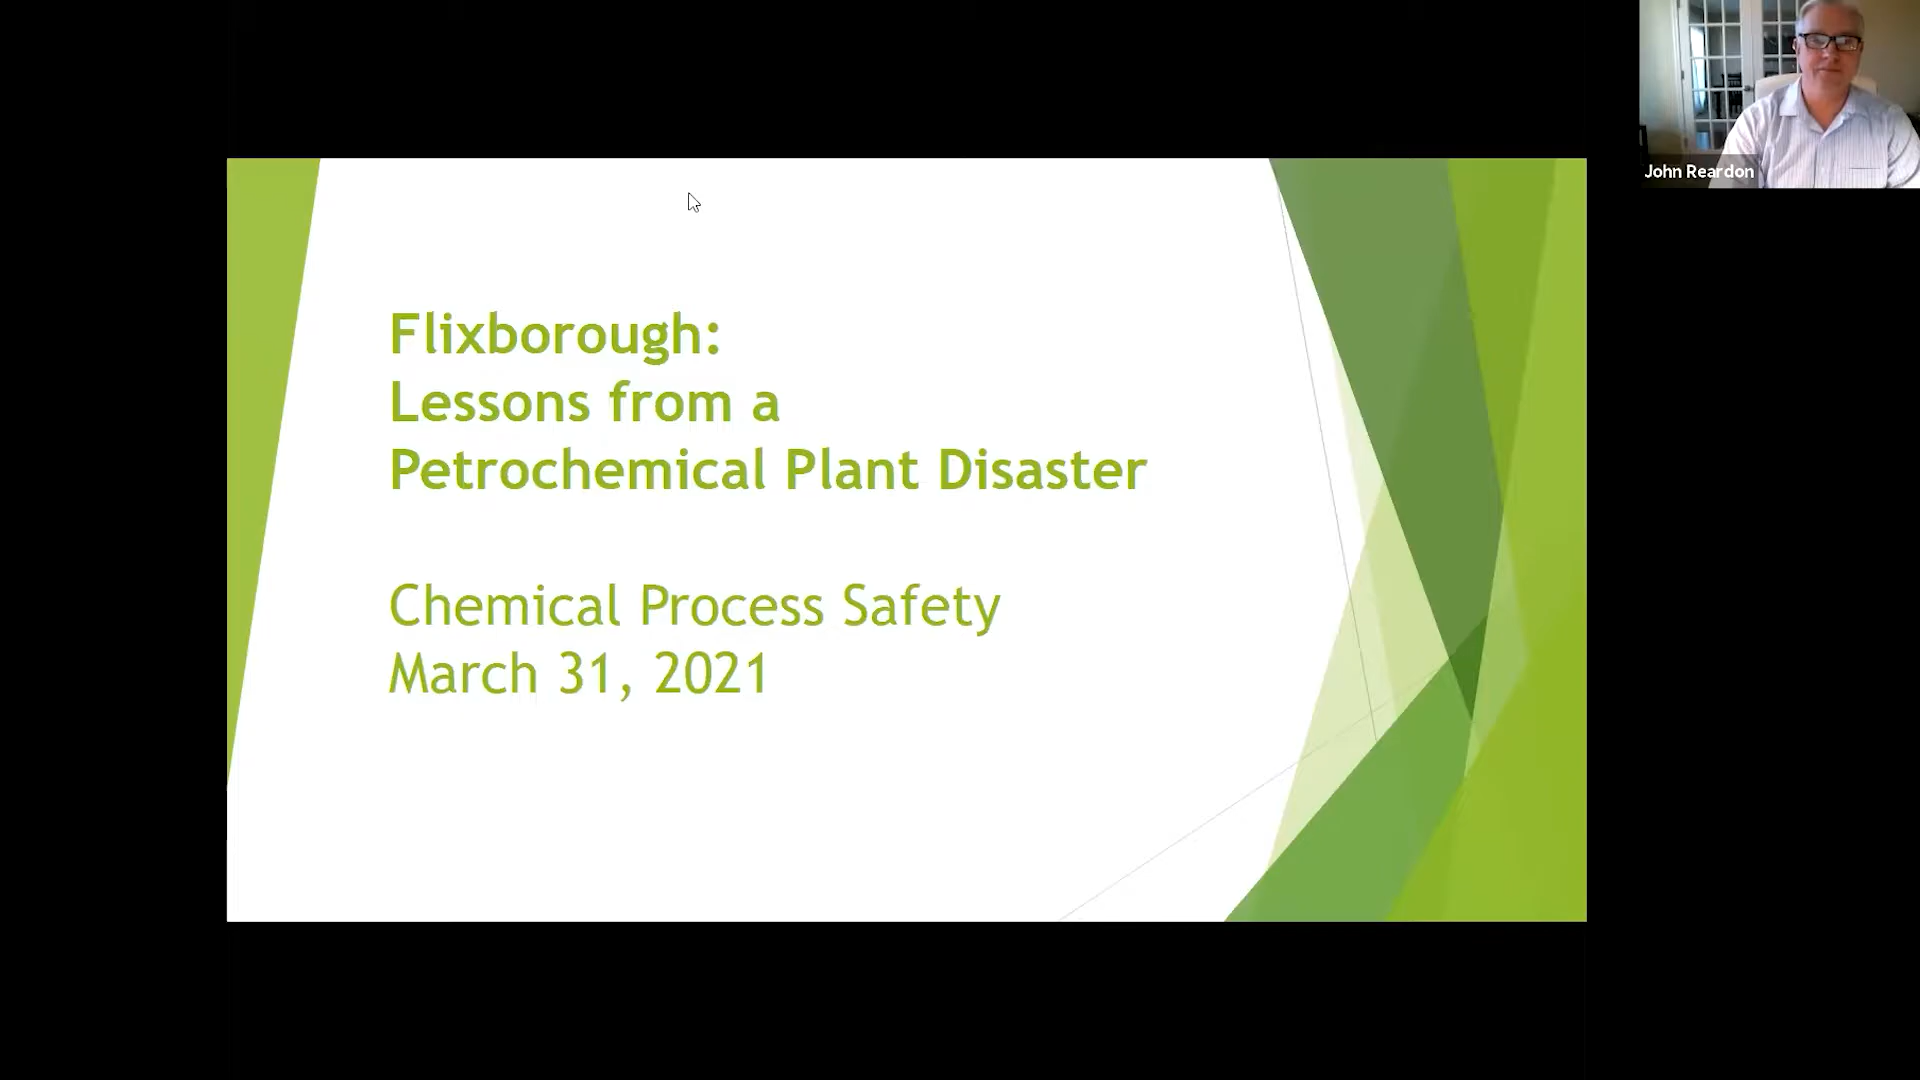 Flixborough:
Lessons from a
Petrochemical Plant Disaster
Chemical Process Safety
March 31, 2021
John Reardon